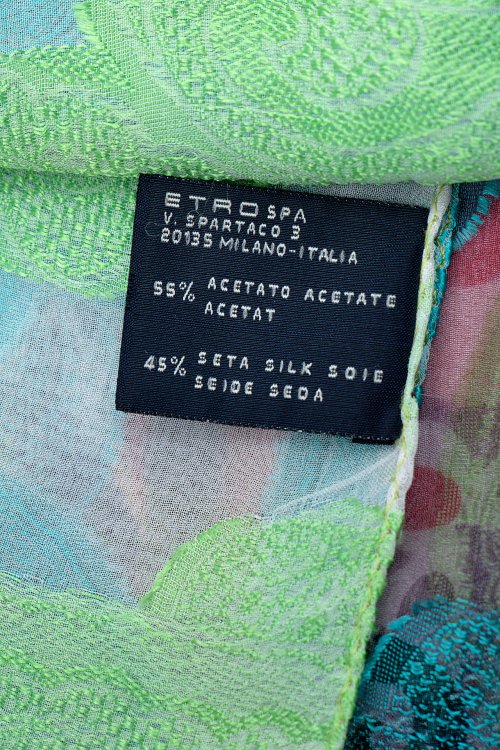 ETRO SPA
V. SPARTACO 3
20135 MILANO-ITALIA
55% ACETATO ACETATE
ACETAT
45% SETA SILK SOIE
SEIDE SEDA